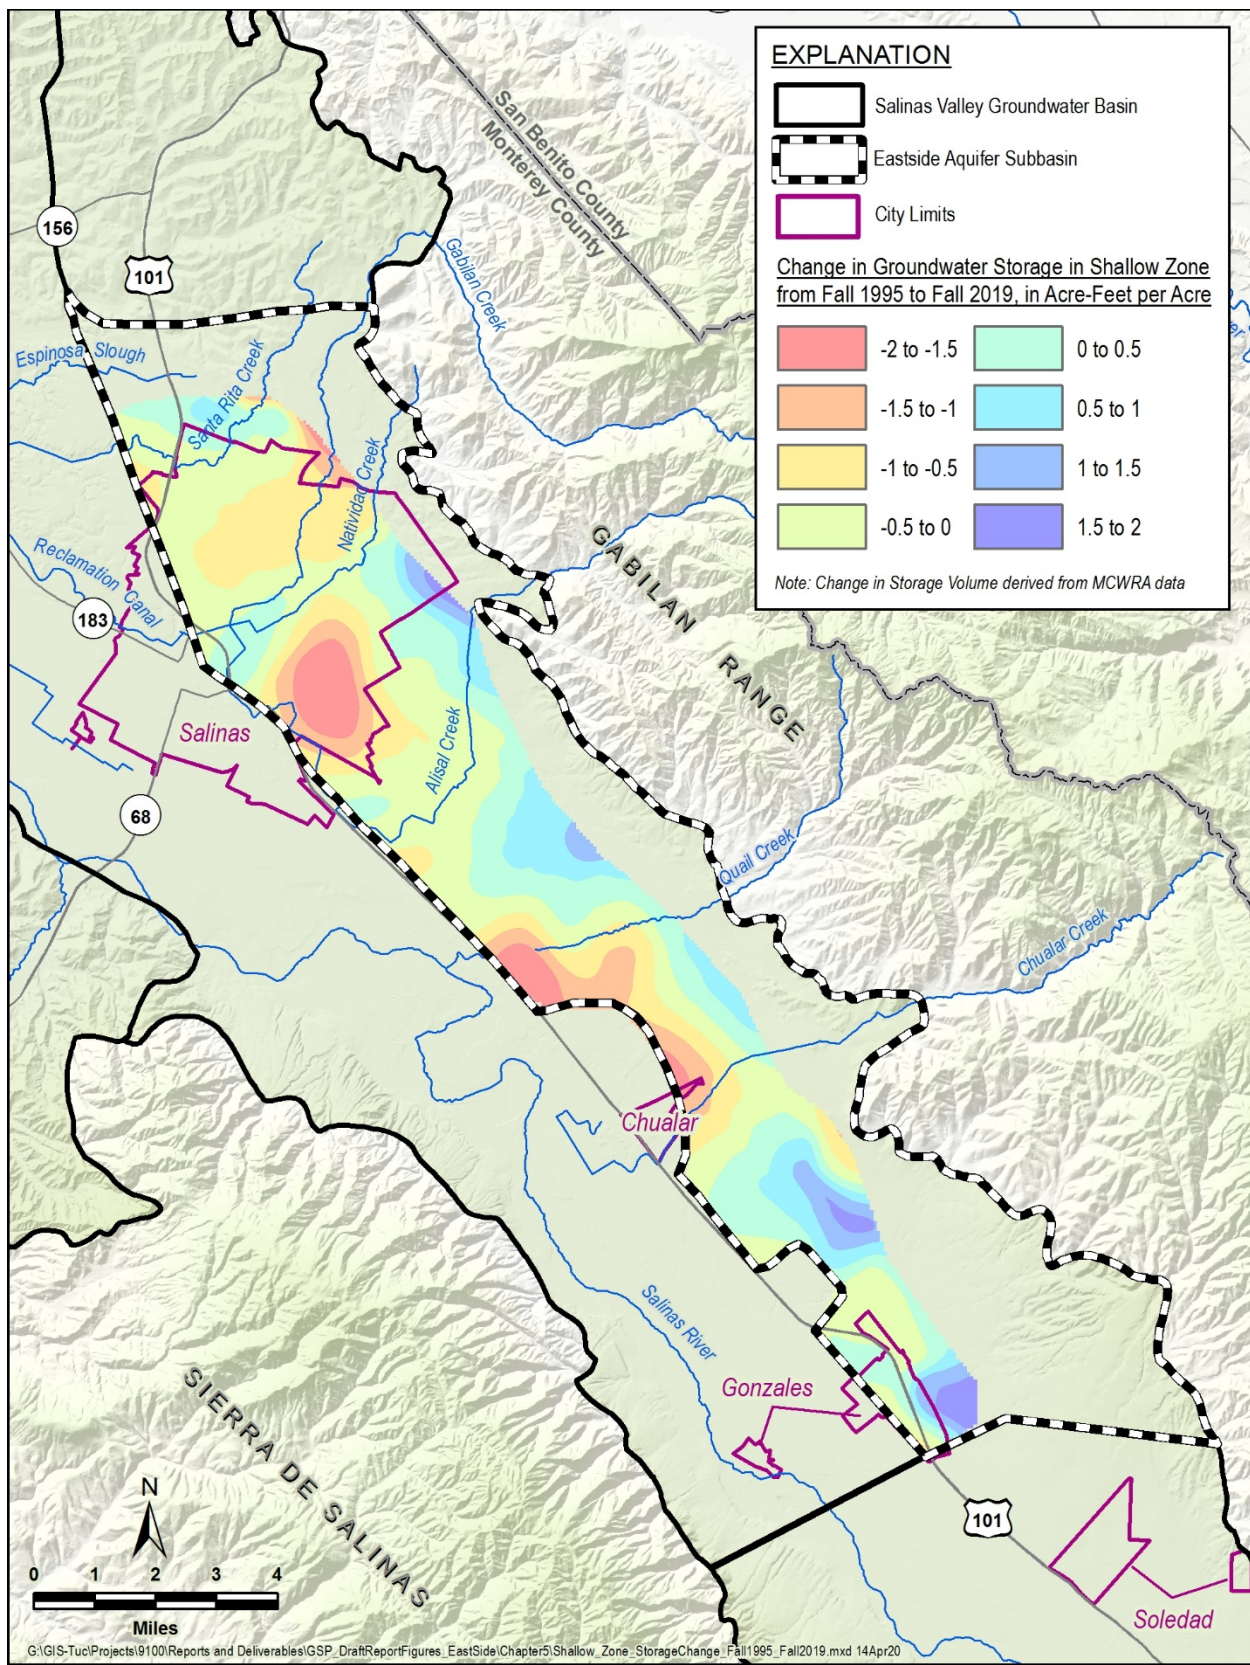 EXPLANATION
Salinas Valley Groundwater Basin
Eastside Aquifer Subbasin
City Limits
Change in Groundwater Storage in Shallow Zone
from Fall 1995 to Fall 2019, in Acre-Feet per Acre
-2 to -1.5
0 to 0.5
-1.5 to -1
0.5 to 1
-1 to -0.5
1 to 1.5
-0.5 to 0
1.5 to 2
Note: Change in Storage Volume derived from MCWRA data
San Benito County
Monterey County
156
101
Gabilan Creek
Espinosa Slough
Santa Rita Creek
Natividad Creek
Reclamation Canal
183
GABILAN RANGE
Salinas
Alisal Creek
68
Quail Creek
Chualar Creek
Chualar
Salinas River
Gonzales
SIERRA DE SALINAS
101
Soledad
N
0 1 2 3 4
Miles
G:\GIS-Tuc\Projects\9100\Reports and Deliverables\GSP_DraftReportFigures_EastSide\Chapter5\Shallow_Zone_StorageChange_Fall1995_Fall2019.mxd 14Apr20